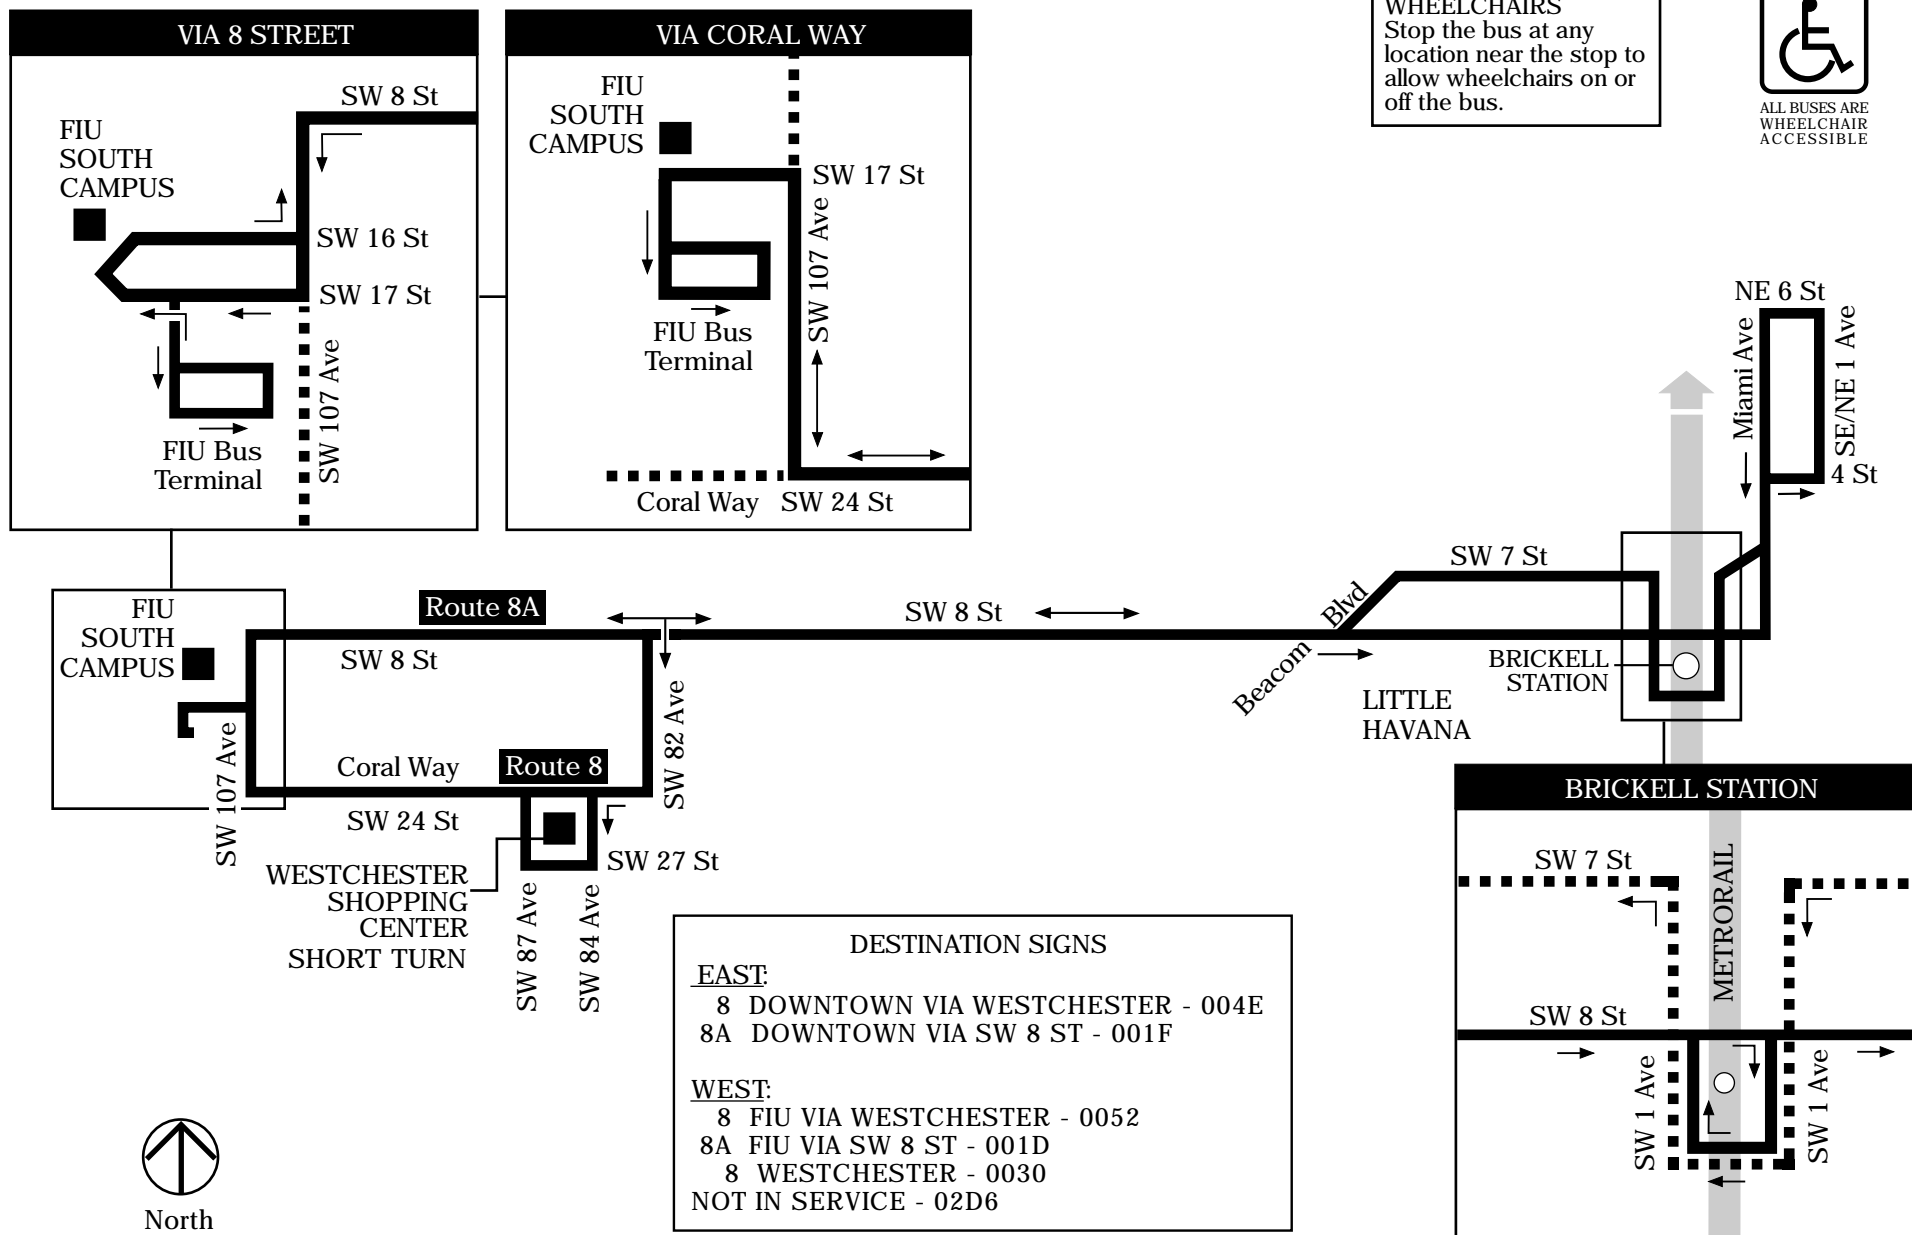 VIA 8 STREET
SW 8 St
FIU
SOUTH
CAMPUS
SW 16 St
SW 17 St
SW 107 Ave
FIU Bus
Terminal
VIA CORAL WAY
FIU
SOUTH
CAMPUS
SW 17 St
SW 107 Ave
FIU Bus
Terminal
Coral Way SW 24 St
WHEELCHAIRS
Stop the bus at any
location near the stop to
allow wheelchairs on or
off the bus.
ALL BUSES ARE
WHEELCHAIR
ACCESSIBLE
NE 6 St
Miami Ave
SE/NE 1 Ave
4 St
SW 7 St
FIU
SOUTH
CAMPUS
Route 8A
SW 8 St
SW 8 St
Beacom Blvd
BRICKELL
STATION
LITTLE
HAVANA
SW 82 Ave
SW 107 Ave
Coral Way
Route 8
SW 24 St
SW 27 St
WESTCHESTER
SHOPPING
CENTER
SHORT TURN
SW 87 Ave
SW 84 Ave
BRICKELL STATION
SW 7 St
METRORAIL
SW 8 St
SW 1 Ave
SW 1 Ave
DESTINATION SIGNS
EAST:
8 DOWNTOWN VIA WESTCHESTER - 004E
8A DOWNTOWN VIA SW 8 ST - 001F
WEST:
8 FIU VIA WESTCHESTER - 0052
8A FIU VIA SW 8 ST - 001D
8 WESTCHESTER - 0030
NOT IN SERVICE - 02D6
North